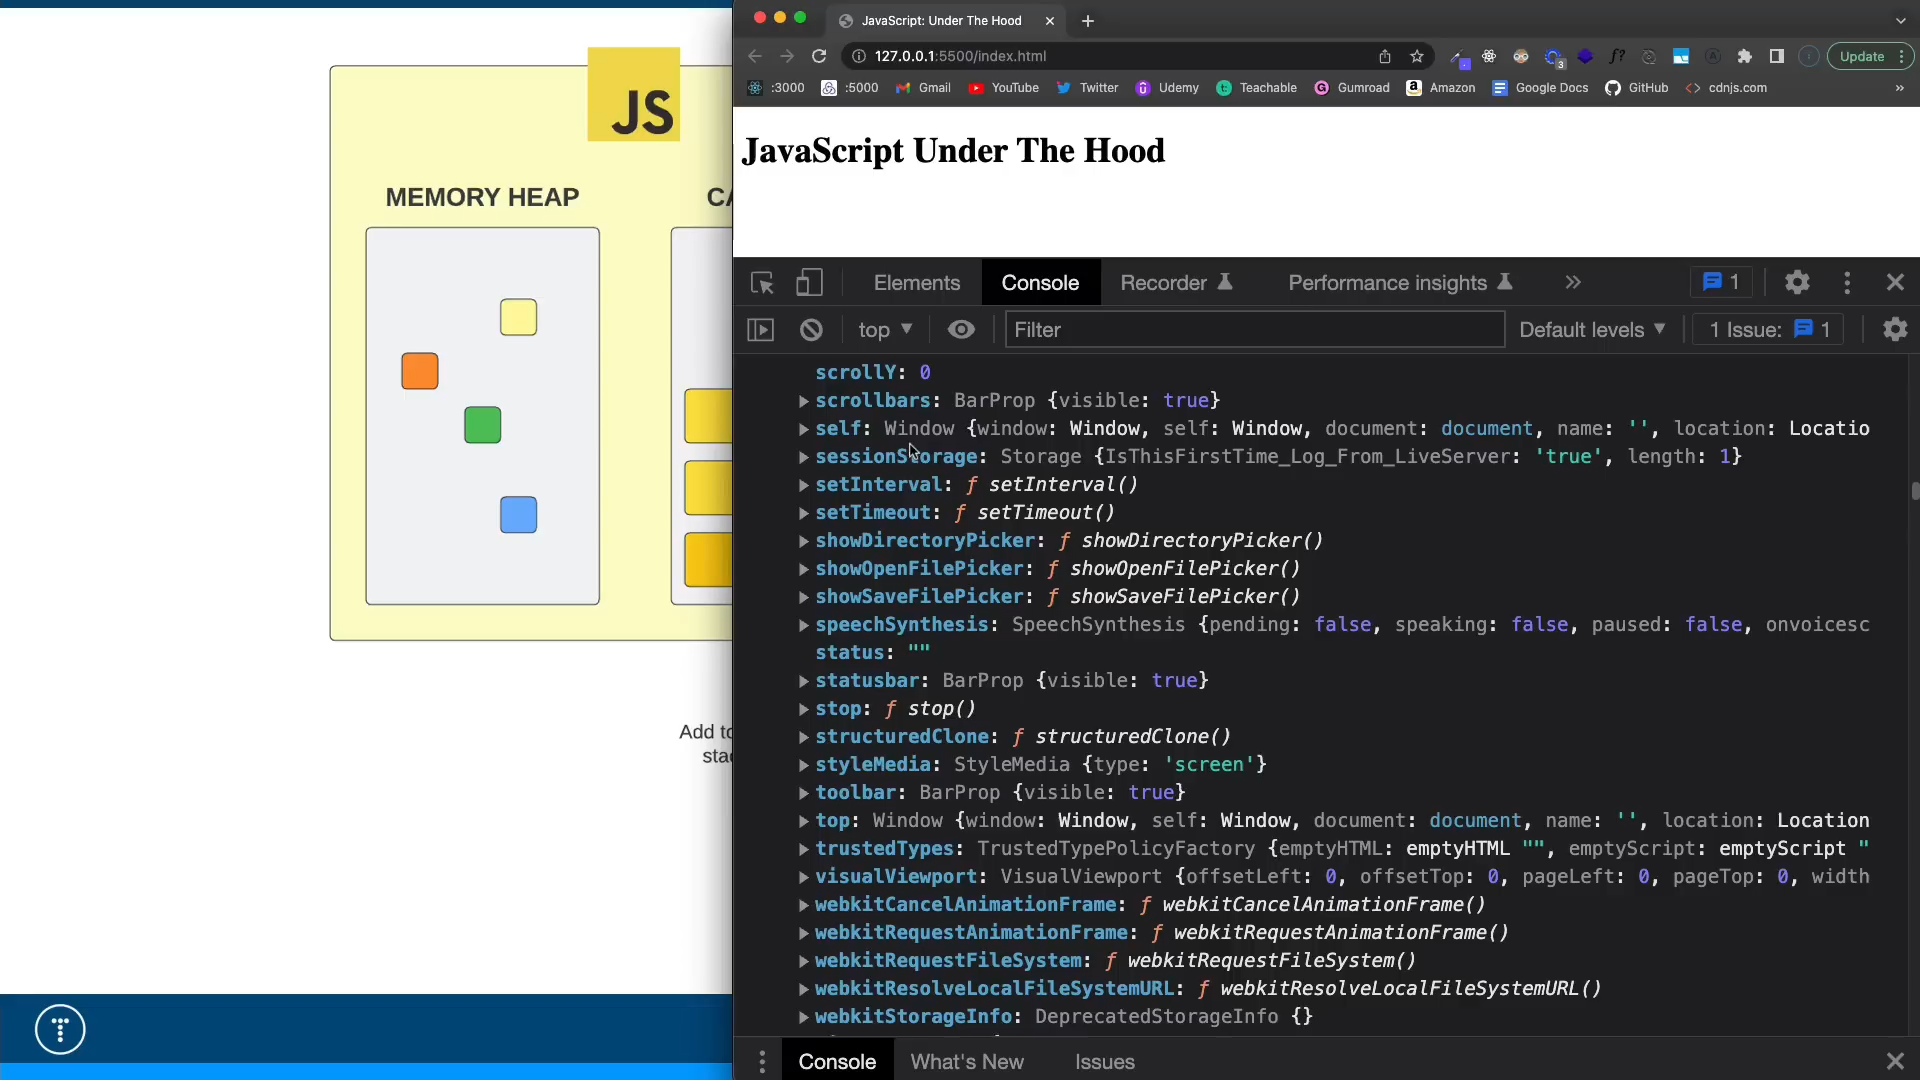 JS
MEMORY HEAP
CA
Add to
sta
JavaScript: Under The Hood
127.0.0.1:5500/index.html
f?
3
Update
:3000
:5000
Gmail
YouTube
Twitter
Udemy
Teachable
Gumroad
Amazon
Google Docs
GitHub
cdnjs.com
»
JavaScript Under The Hood
Elements
Console
Recorder
Performance insights
»
1
top
Filter
Default levels
1 Issue: 1
scrollY: 0
scrollbars: BarProp {visible: true}
self: Window {window: Window, self: Window, document: document, name: '', location: Locatio
sessionStorage: Storage {IsThisFirstTime_Log_From_LiveServer: 'true', length: 1}
setInterval: ƒ setInterval()
setTimeout: ƒ setTimeout()
showDirectoryPicker: ƒ showDirectoryPicker()
showOpenFilePicker: ƒ showOpenFilePicker()
showSaveFilePicker: ƒ showSaveFilePicker()
speechSynthesis: SpeechSynthesis {pending: false, speaking: false, paused: false, onvoicesc
status: ""
statusbar: BarProp {visible: true}
stop: ƒ stop()
structuredClone: ƒ structuredClone()
styleMedia: StyleMedia {type: 'screen'}
toolbar: BarProp {visible: true}
top: Window {window: Window, self: Window, document: document, name: '', location: Location
trustedTypes: TrustedTypePolicyFactory {emptyHTML: emptyHTML "", emptyScript: emptyScript "
visualViewport: VisualViewport {offsetLeft: 0, offsetTop: 0, pageLeft: 0, pageTop: 0, width
webkitCancelAnimationFrame: ƒ webkitCancelAnimationFrame()
webkitRequestAnimationFrame: ƒ webkitRequestAnimationFrame()
webkitRequestFileSystem: ƒ webkitRequestFileSystem()
webkitResolveLocalFileSystemURL: ƒ webkitResolveLocalFileSystemURL()
webkitStorageInfo: DeprecatedStorageInfo {}
Console
What's New
Issues